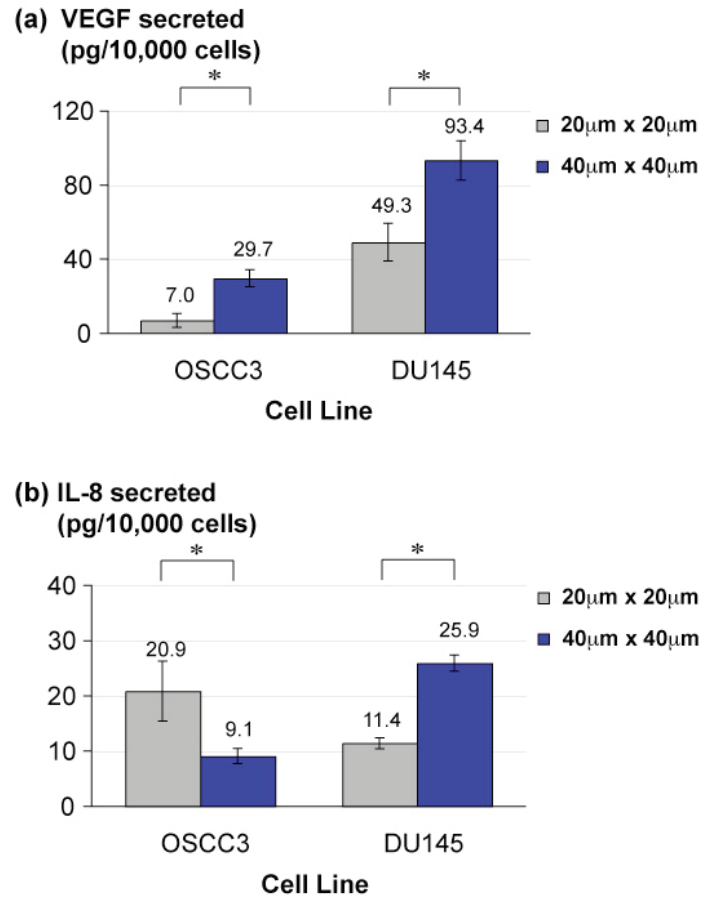 (a) VEGF secreted
(pg/10,000 cells)
* *
120
80
40
0
7.0
29.7
49.3
93.4
20μm x 20μm
40μm x 40μm
OSCC3 DU145
Cell Line
(b) IL-8 secreted
(pg/10,000 cells)
* *
40
30
20
10
0
20.9
9.1
11.4
25.9
20μm x 20μm
40μm x 40μm
OSCC3 DU145
Cell Line